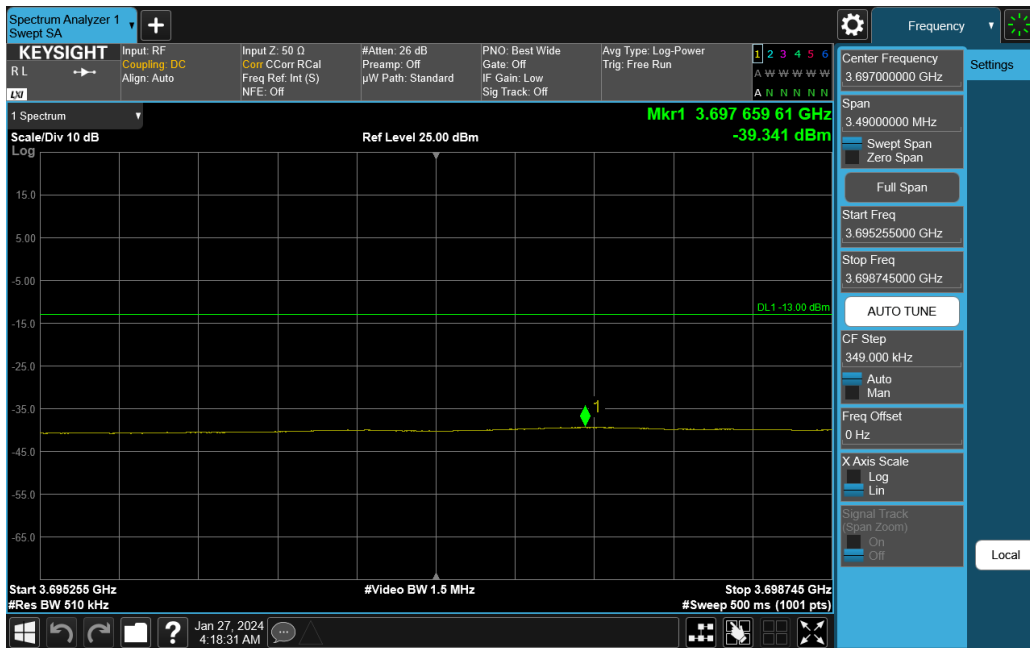 Spectrum Analyzer 1
Swept SA
Frequency
KEYSIGHT
R L
LXI
Input: RF
Coupling: DC
Align: Auto
Input Z: 50 Ω
Corr CCorr RCal
Freq Ref: Int (S)
NFE: Off
#Atten: 26 dB
Preamp: Off
µW Path: Standard
PNO: Best Wide
Gate: Off
IF Gain: Low
Sig Track: Off
Avg Type: Log-Power
Trig: Free Run
1 2 3 4 5 6
A W W W W W
A N N N N N
1 Spectrum
Scale/Div 10 dB
Log
Ref Level 25.00 dBm
Mkr1 3.697 659 61 GHz
-39.341 dBm
15.0
5.00
-5.00
DL1 -13.00 dBm
-15.0
-25.0
-35.0
1
-45.0
-55.0
-65.0
Start 3.695255 GHz
#Video BW 1.5 MHz
Stop 3.698745 GHz
#Res BW 510 kHz
#Sweep 500 ms (1001 pts)
Jan 27, 2024
4:18:31 AM
Center Frequency
3.697000000 GHz
Settings
Span
3.49000000 MHz
Swept Span
Zero Span
Full Span
Start Freq
3.695255000 GHz
Stop Freq
3.698745000 GHz
AUTO TUNE
CF Step
349.000 kHz
Auto
Man
Freq Offset
0 Hz
X Axis Scale
Log
Lin
Signal Track
(Span Zoom)
On
Off
Local